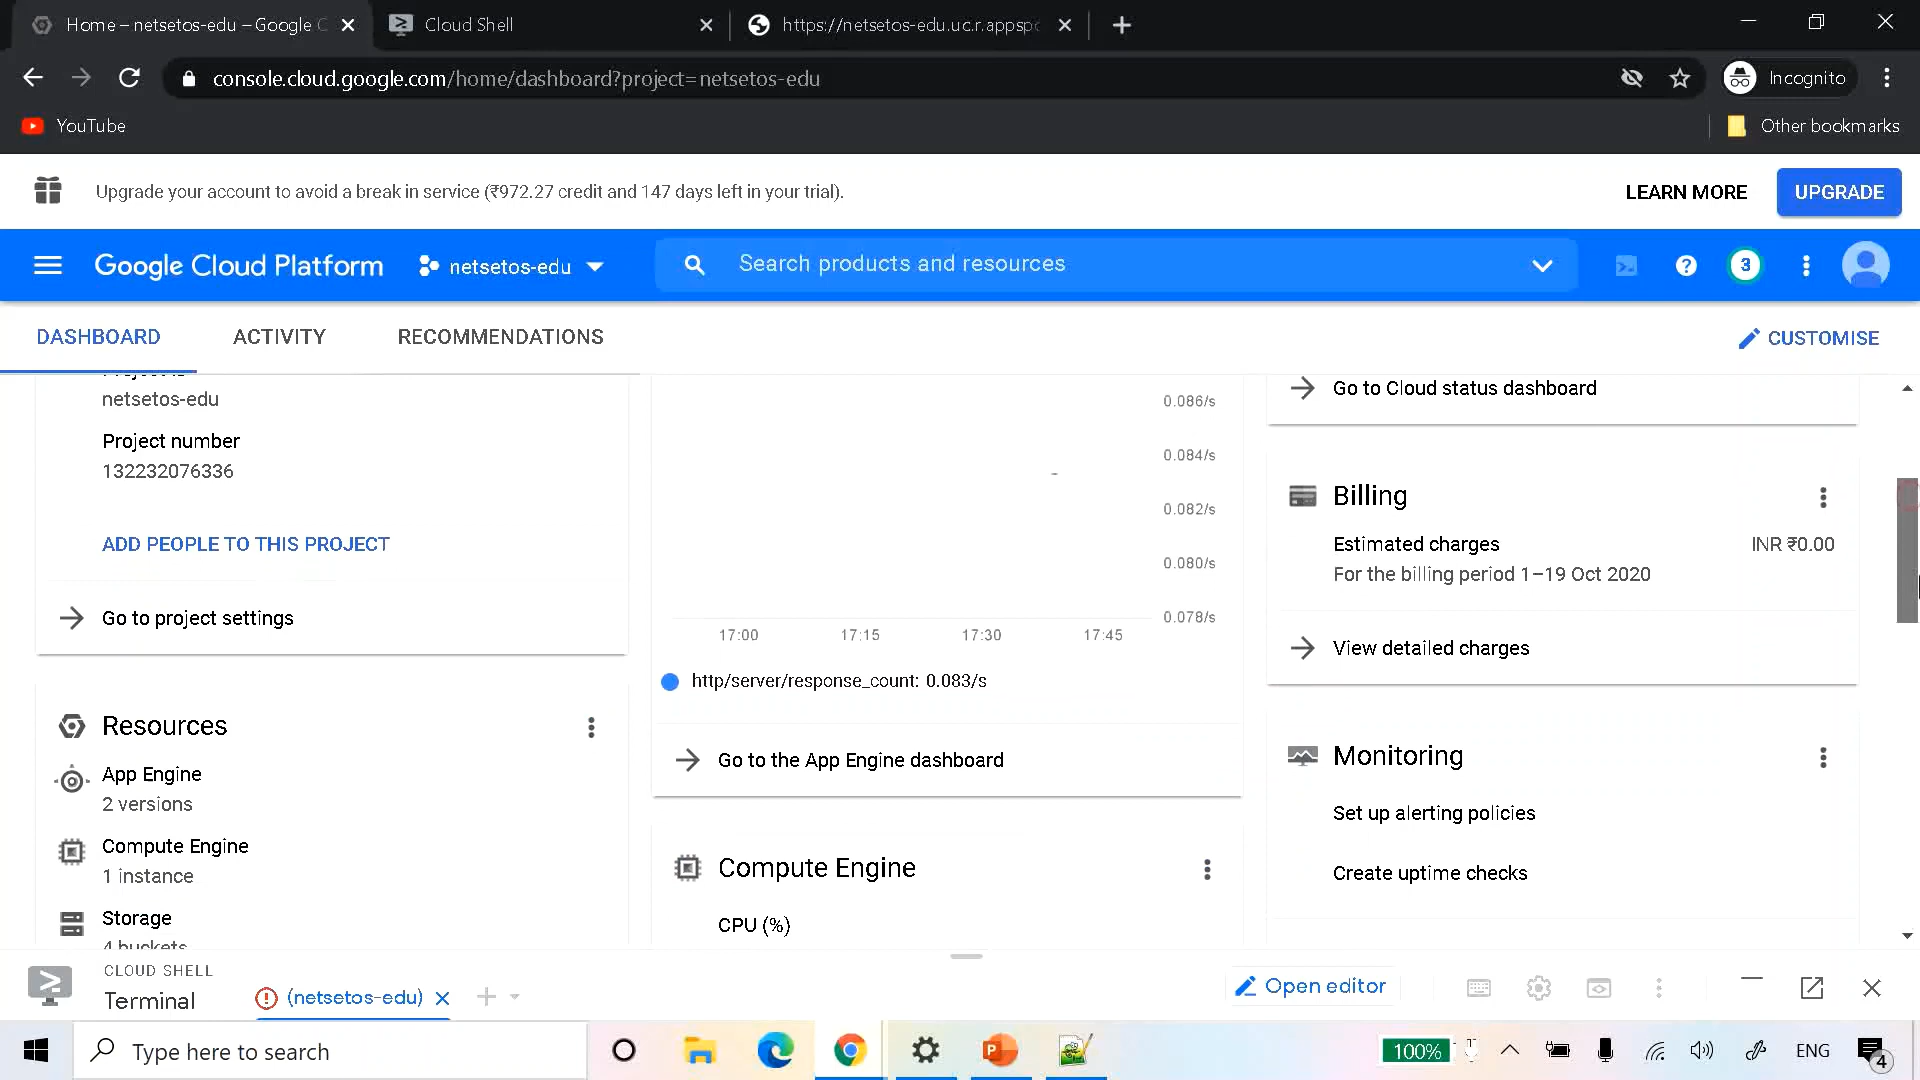 Home – netsetos-edu – Google C
Cloud Shell
https://netsetos-edu.uc.r.appspo
console.cloud.google.com/home/dashboard?project=netsetos-edu
Incognito
YouTube
Other bookmarks
Upgrade your account to avoid a break in service (₹972.27 credit and 147 days left in your trial).
LEARN MORE
UPGRADE
Google Cloud Platform
netsetos-edu
Search products and resources
3
DASHBOARD
ACTIVITY
RECOMMENDATIONS
CUSTOMISE
netsetos-edu
Project number
132232076336
ADD PEOPLE TO THIS PROJECT
Go to project settings
Resources
App Engine
2 versions
Compute Engine
1 instance
Storage
4 buckets
0.086/s
0.084/s
0.082/s
0.080/s
0.078/s
17:00
17:15
17:30
17:45
http/server/response_count: 0.083/s
Go to the App Engine dashboard
Compute Engine
CPU (%)
Go to Cloud status dashboard
Billing
Estimated charges
INR ₹0.00
For the billing period 1–19 Oct 2020
View detailed charges
Monitoring
Set up alerting policies
Create uptime checks
CLOUD SHELL
Terminal
(netsetos-edu)
Open editor
Type here to search
100%
ENG
4